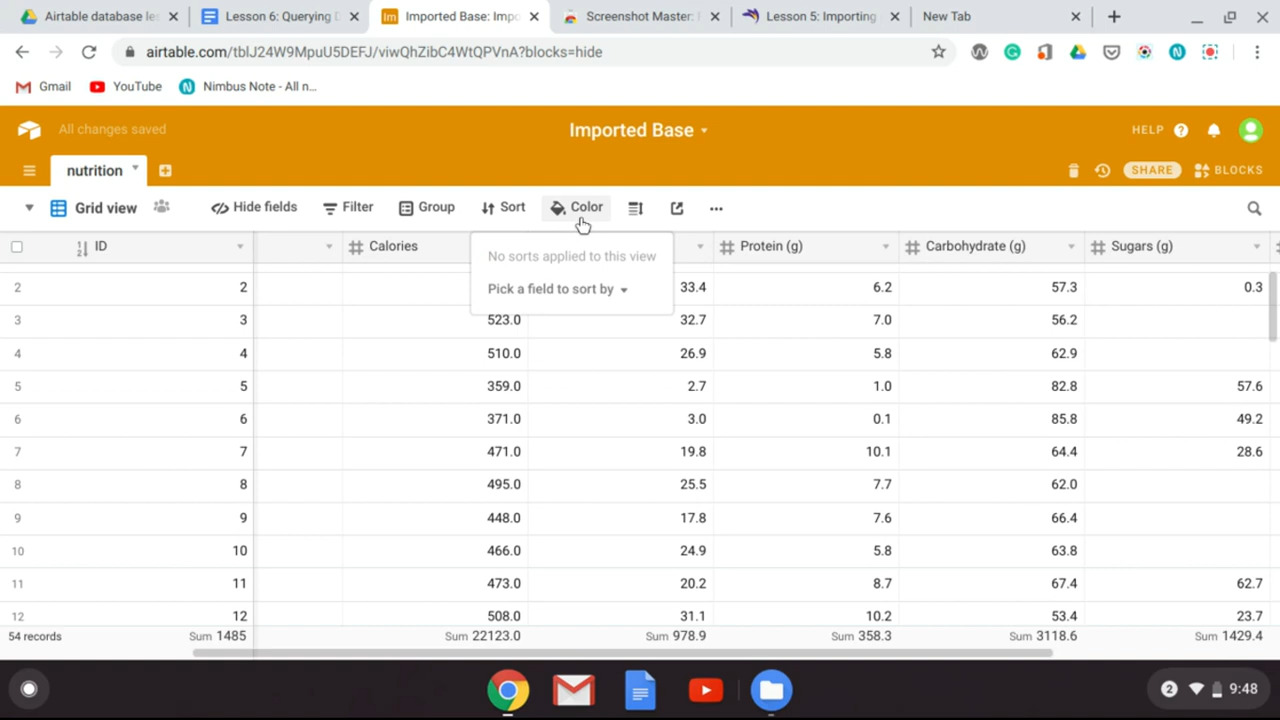 Airtable database le
Lesson 6: Querying D
Imported Base: Impo
Screenshot Master: F
Lesson 5: Importing
New Tab
airtable.com/tblJ24W9MpuU5DEFJ/viwQhZibC4WtQPVnA?blocks=hide
Gmail
YouTube
Nimbus Note - All n...
All changes saved
Imported Base
HELP
nutrition
SHARE
BLOCKS
Grid view
Hide fields
Filter
Group
Sort
Color
ID
Calories
Protein (g)
Carbohydrate (g)
Sugars (g)
No sorts applied to this view
Pick a field to sort by
2 2 33.4 6.2 57.3 0.3
3 3 523.0 32.7 7.0 56.2
4 4 510.0 26.9 5.8 62.9
5 5 359.0 2.7 1.0 82.8 57.6
6 6 371.0 3.0 0.1 85.8 49.2
7 7 471.0 19.8 10.1 64.4 28.6
8 8 495.0 25.5 7.7 62.0
9 9 448.0 17.8 7.6 66.4
10 10 466.0 24.9 5.8 63.8
11 11 473.0 20.2 8.7 67.4 62.7
12 12 508.0 31.1 10.2 53.4 23.7
54 records Sum 1485 Sum 22123.0 Sum 978.9 Sum 358.3 Sum 3118.6 Sum 1429.4
2 9:48